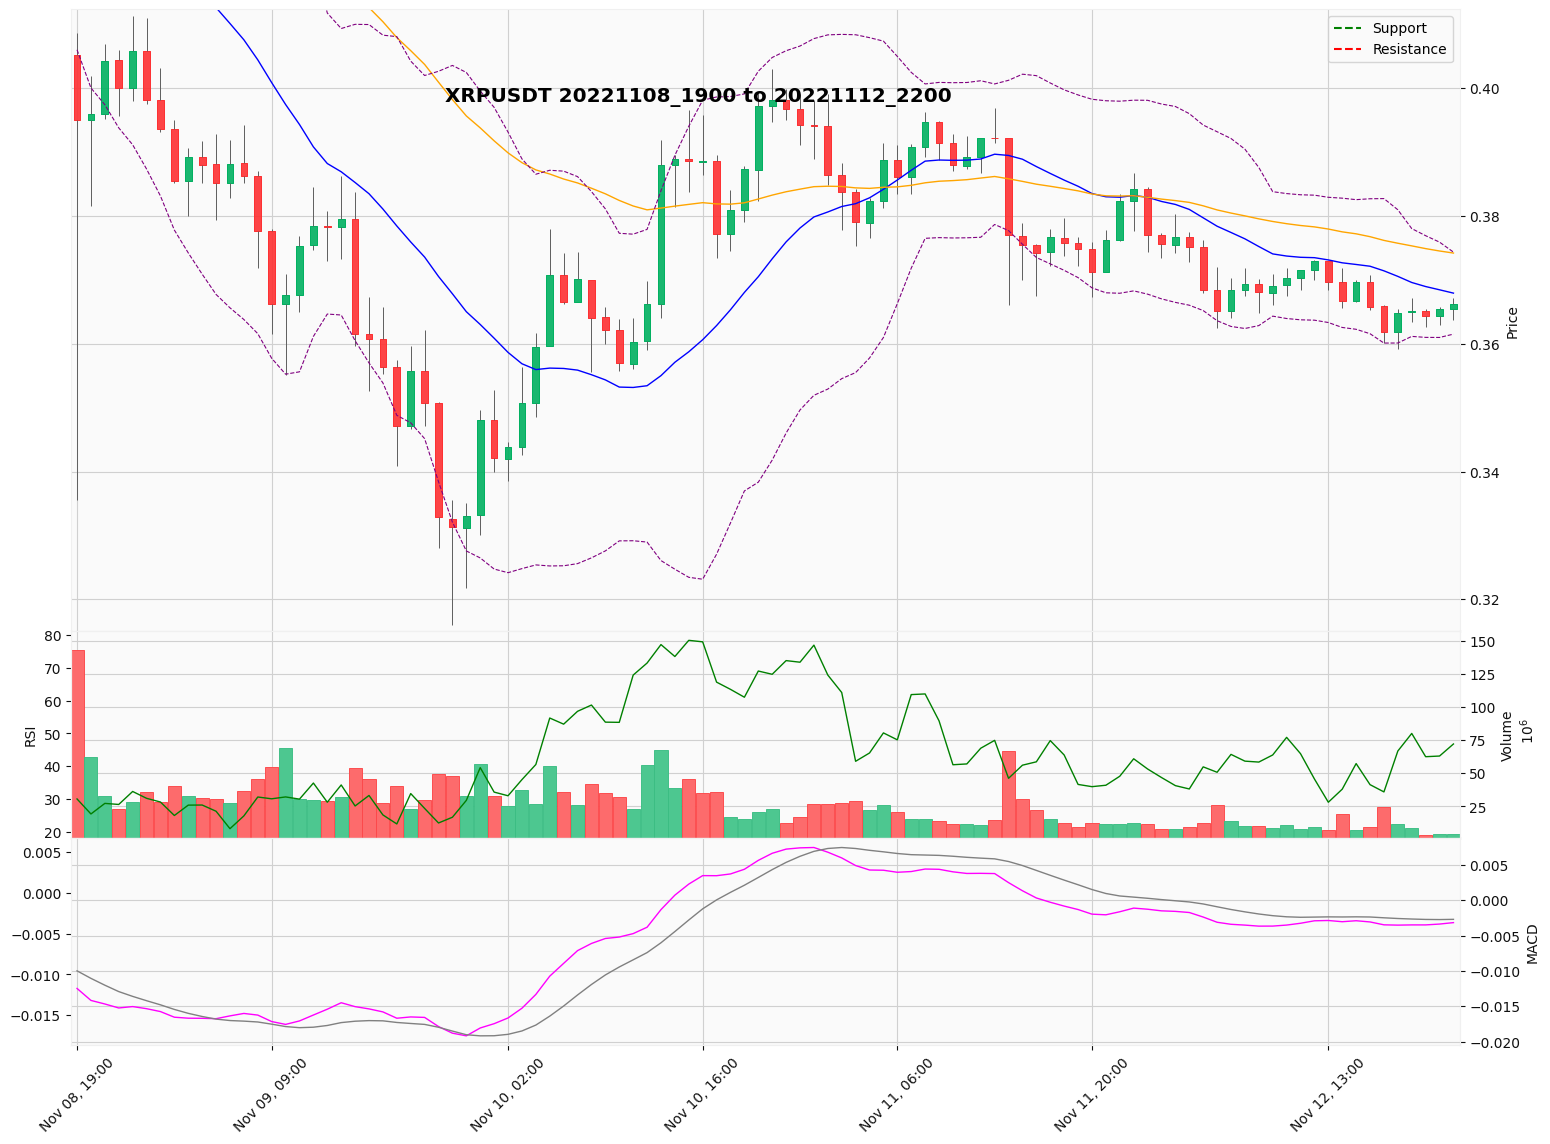 XRPUSDT 20221108_1900 to 20221112_2200
Support
Resistance
0.40
0.38
0.36
0.34
0.32
Price
80
70
60
50
40
30
20
RSI
150
125
100
75
50
25
Volume
10^6
0.005
0.000
−0.005
−0.010
−0.015
0.005
0.000
−0.005
−0.010
−0.015
−0.020
MACD
Nov 08, 19:00
Nov 09, 09:00
Nov 10, 02:00
Nov 10, 16:00
Nov 11, 06:00
Nov 11, 20:00
Nov 12, 13:00